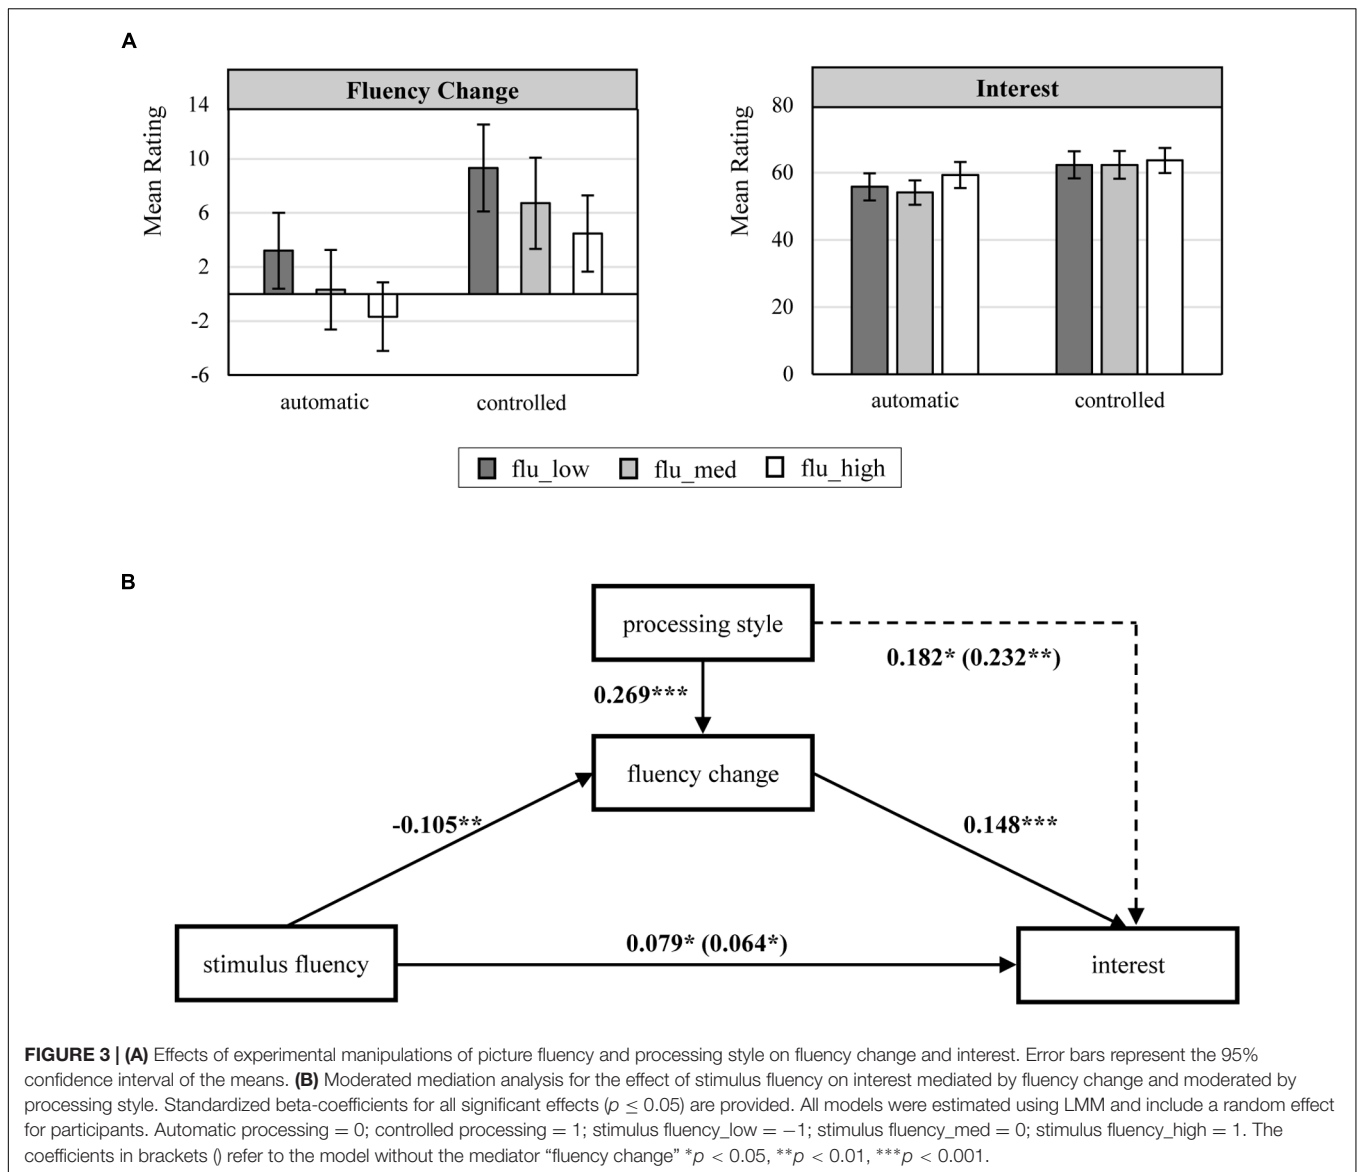 A
Fluency Change
Mean Rating
14
10
6
2
-2
-6
automatic
controlled
Interest
Mean Rating
80
60
40
20
0
automatic
controlled
flu_low
flu_med
flu_high
B
processing style
0.182* (0.232**)
0.269***
fluency change
-0.105**
0.148***
0.079* (0.064*)
stimulus fluency
interest
FIGURE 3 | (A) Effects of experimental manipulations of picture fluency and processing style on fluency change and interest. Error bars represent the 95%
confidence interval of the means. (B) Moderated mediation analysis for the effect of stimulus fluency on interest mediated by fluency change and moderated by
processing style. Standardized beta-coefficients for all significant effects (p ≤ 0.05) are provided. All models were estimated using LMM and include a random effect
for participants. Automatic processing = 0; controlled processing = 1; stimulus fluency_low = −1; stimulus fluency_med = 0; stimulus fluency_high = 1. The
coefficients in brackets () refer to the model without the mediator “fluency change” *p < 0.05, **p < 0.01, ***p < 0.001.